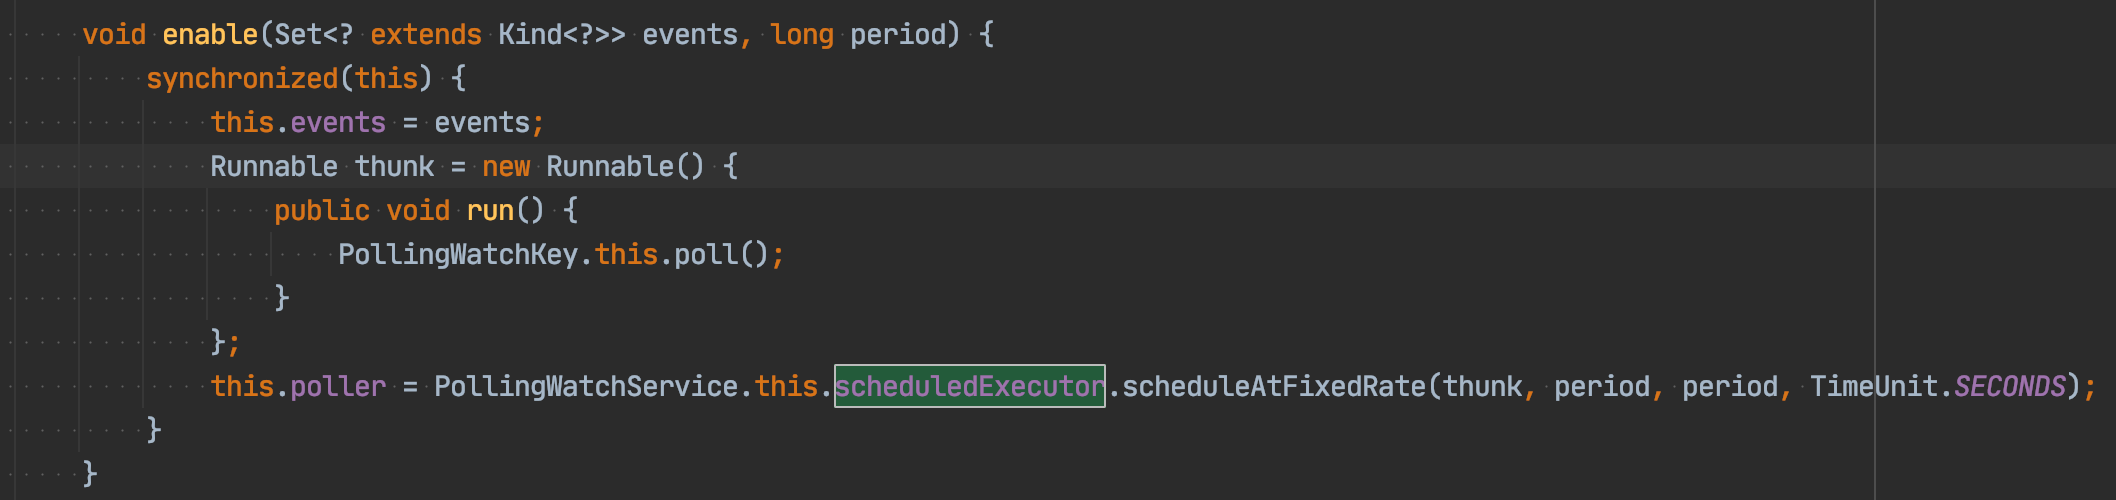 void enable(Set<? extends Kind<?>> events, long period) {
synchronized(this) {
this.events = events;
Runnable thunk = new Runnable() {
public void run() {
PollingWatchKey.this.poll();
}
};
this.poller = PollingWatchService.this.scheduledExecutor.scheduleAtFixedRate(thunk, period, period, TimeUnit.SECONDS);
}
}